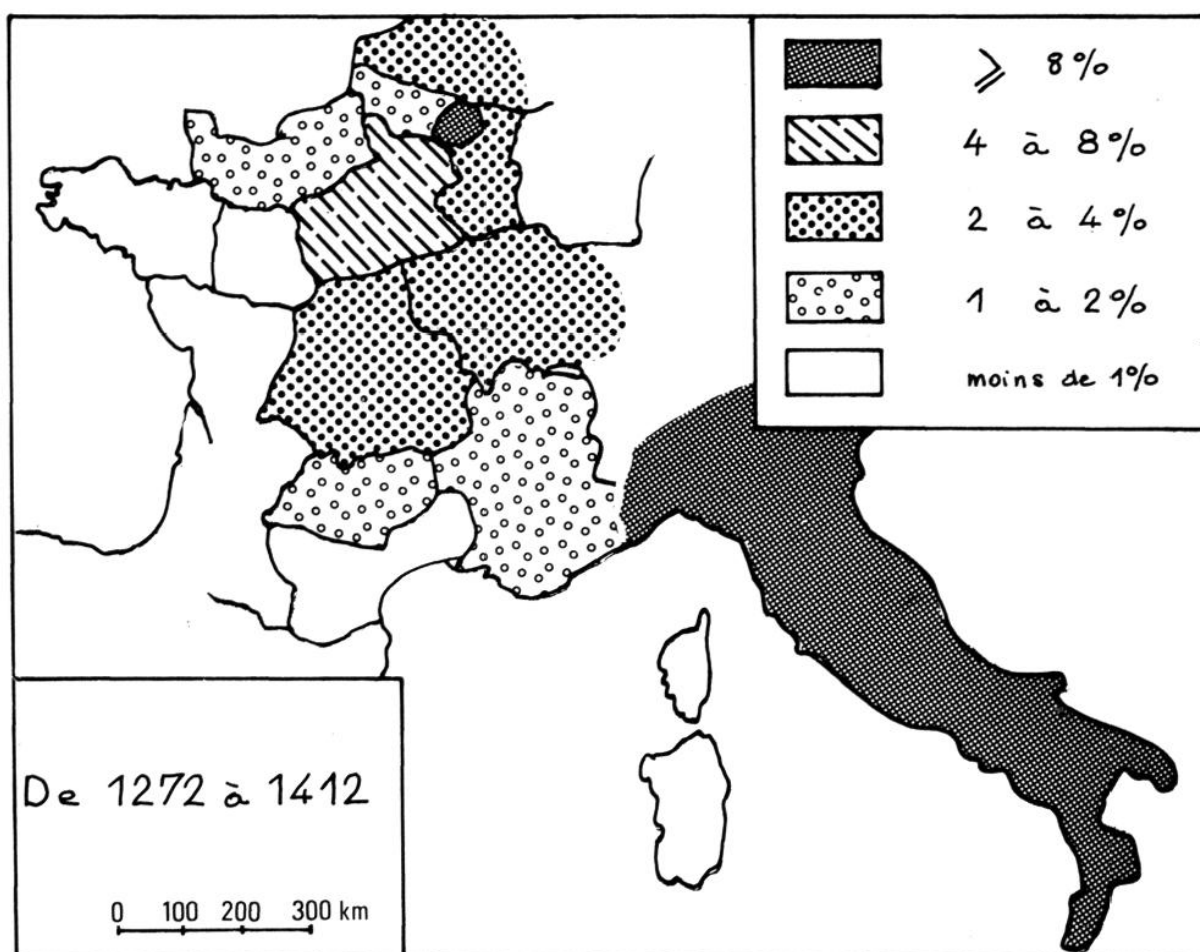 ⩾ 8%
4 à 8%
2 à 4%
1 à 2%
moins de 1%
De 1272 à 1412
0 100 200 300 km